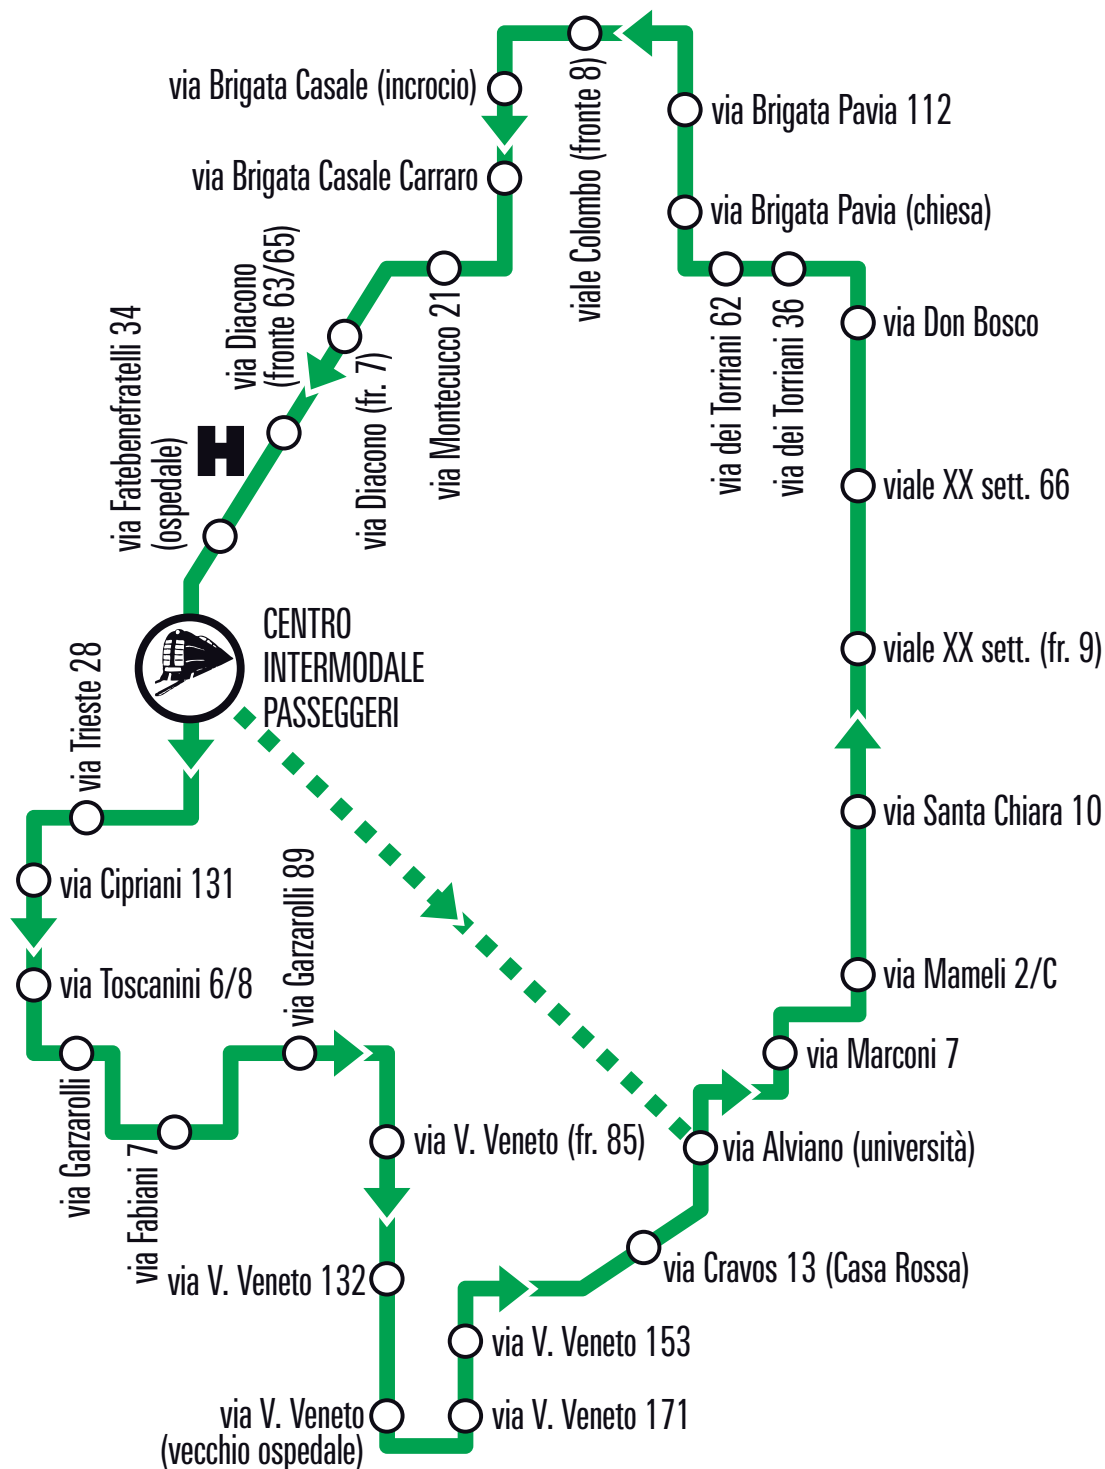 via Brigata Casale (incrocio)
viale Colombo (fronte 8)
via Brigata Pavia 112
via Brigata Casale Carraro
via Brigata Pavia (chiesa)
via Diacono
(fronte 63/65)
via Montecucco 21
via dei Torriani 62
via dei Torriani 36
via Don Bosco
via Fatebenefratelli 34
(ospedale)
H
via Diacono (fr. 7)
viale XX sett. 66
CENTRO
INTERMODALE
PASSEGGERI
viale XX sett. (fr. 9)
via Trieste 28
via Santa Chiara 10
via Cipriani 131
via Garzarolli 89
via Toscanini 6/8
via Mameli 2/C
via Marconi 7
via Garzarolli
via Fabiani 7
via V. Veneto (fr. 85)
via Alviano (università)
via V. Veneto 132
via Cravos 13 (Casa Rossa)
via V. Veneto 153
via V. Veneto
(vecchio ospedale)
via V. Veneto 171